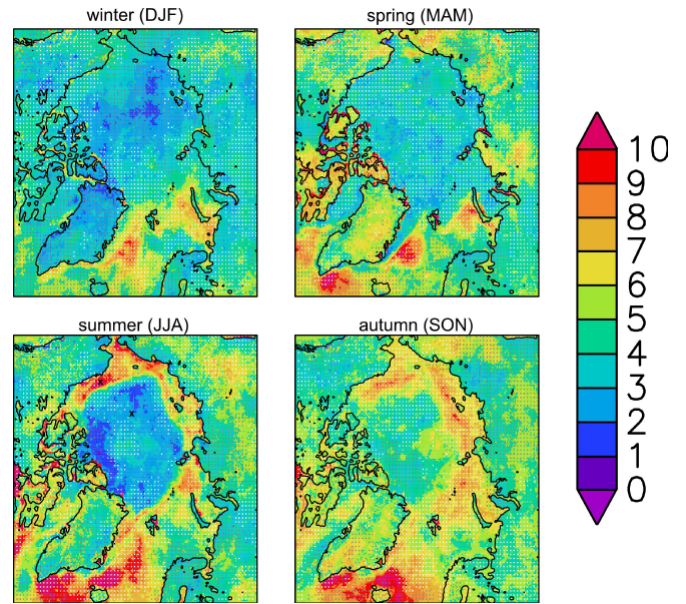 winter (DJF)
spring (MAM)
summer (JJA)
autumn (SON)
10
9
8
7
6
5
4
3
2
1
0